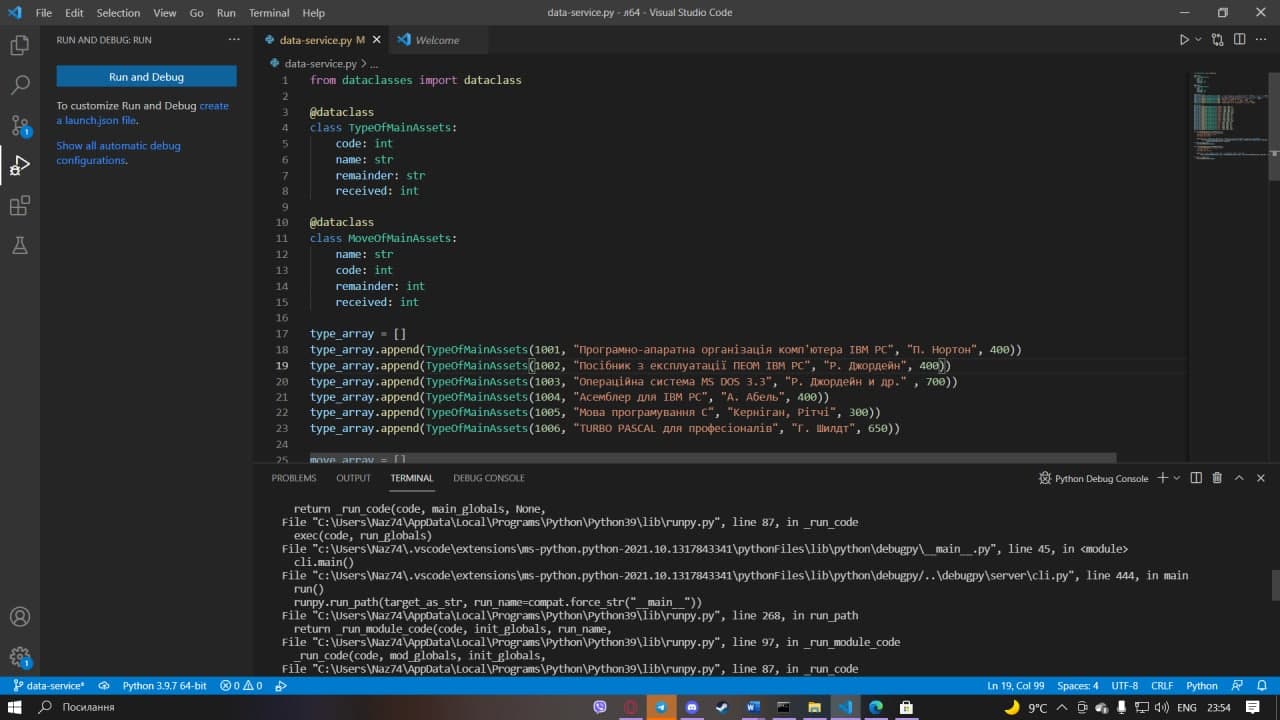 File Edit Selection View Go Run Terminal Help
data-service.py - л64 - Visual Studio Code
RUN AND DEBUG: RUN ...
data-service.py M
Welcome
Run and Debug
To customize Run and Debug create
a launch.json file.
Show all automatic debug
configurations.
data-service.py > ...
1 from dataclasses import dataclass
2
3 @dataclass
4 class TypeOfMainAssets:
5 code: int
6 name: str
7 remainder: str
8 received: int
9
10 @dataclass
11 class MoveOfMainAssets:
12 name: str
13 code: int
14 remainder: int
15 received: int
16
17 type_array = []
18 type_array.append(TypeOfMainAssets(1001, "Програмно-апаратна організація комп'ютера IBM PC", "П. Нортон", 400))
19 type_array.append(TypeOfMainAssets(1002, "Посібник з експлуатації ПЕОМ IBM PC", "Р. Джордейн", 400))
20 type_array.append(TypeOfMainAssets(1003, "Операційна система MS DOS 3.3", "Р. Джордейн и др." , 700))
21 type_array.append(TypeOfMainAssets(1004, "Асемблер для IBM PC", "А. Абель", 400))
22 type_array.append(TypeOfMainAssets(1005, "Мова програмування С", "Керніган, Рітчі", 300))
23 type_array.append(TypeOfMainAssets(1006, "TURBO PASCAL для професіоналів", "Г. Шилдт", 650))
24
25 move_array = []
PROBLEMS OUTPUT TERMINAL DEBUG CONSOLE
Python Debug Console
return _run_code(code, main_globals, None,
File "C:\Users\Naz74\AppData\Local\Programs\Python\Python39\lib\runpy.py", line 87, in _run_code
exec(code, run_globals)
File "c:\Users\Naz74\.vscode\extensions\ms-python.python-2021.10.1317843341\pythonFiles\lib\python\debugpy\__main__.py", line 45, in <module>
cli.main()
File "c:\Users\Naz74\.vscode\extensions\ms-python.python-2021.10.1317843341\pythonFiles\lib\python\debugpy/..\debugpy\server\cli.py", line 444, in main
run()
runpy.run_path(target_as_str, run_name=compat.force_str("__main__"))
File "C:\Users\Naz74\AppData\Local\Programs\Python\Python39\lib\runpy.py", line 268, in run_path
return _run_module_code(code, init_globals, run_name,
File "C:\Users\Naz74\AppData\Local\Programs\Python\Python39\lib\runpy.py", line 97, in _run_module_code
_run_code(code, mod_globals, init_globals,
File "C:\Users\Naz74\AppData\Local\Programs\Python\Python39\lib\runpy.py", line 87, in _run_code
data-service* Python 3.9.7 64-bit 0 0
Ln 19, Col 99 Spaces: 4 UTF-8 CRLF Python
Посилання
9°C ENG 23:54